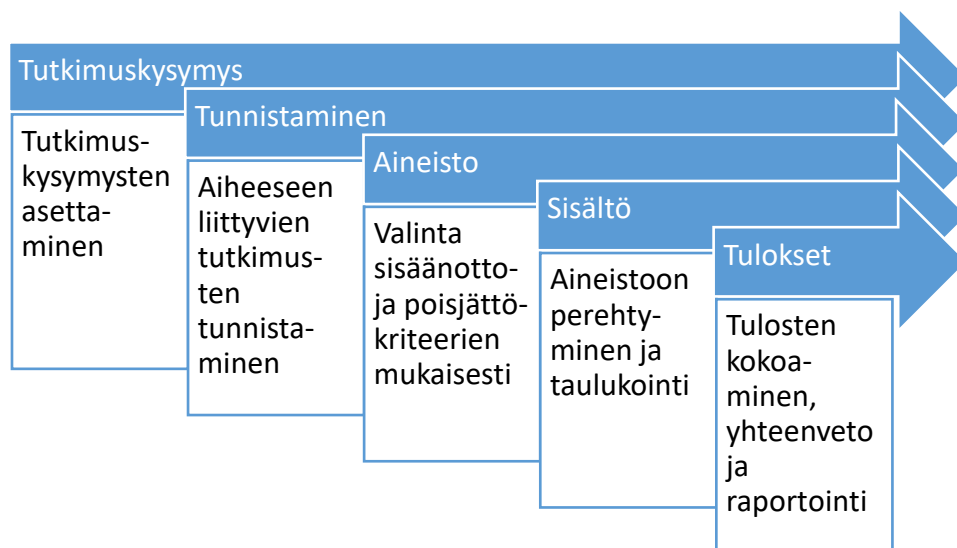 Tutkimuskysymys
Tutkimus-
kysymysten
asetta-
minen
Tunnistaminen
Aiheeseen
liittyvien
tutkimus-
ten
tunnista-
minen
Aineisto
Valinta
sisäänotto-
ja poisjättö-
kriteerien
mukaisesti
Sisältö
Aineistoon
perehty-
minen ja
taulukointi
Tulokset
Tulosten
kokoa-
minen,
yhteenveto
ja
raportointi